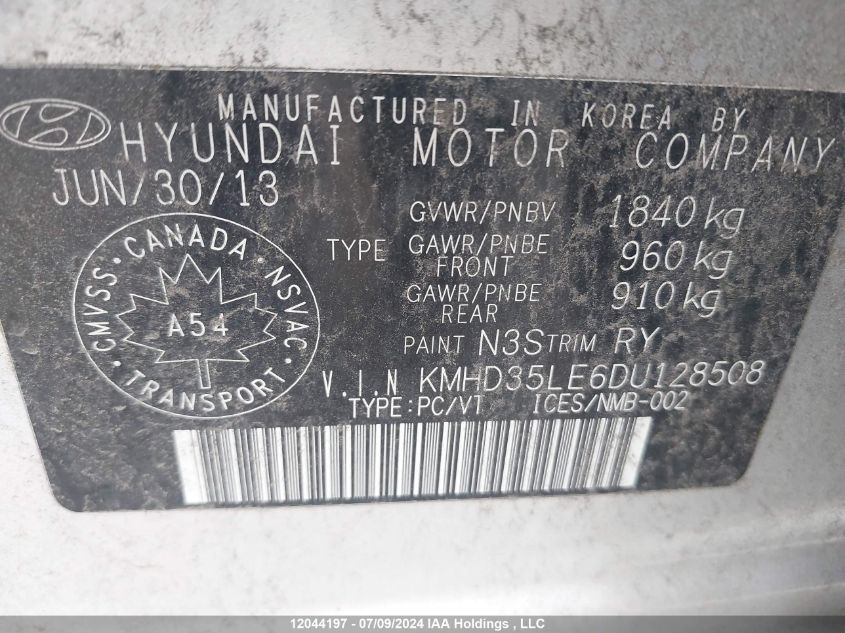 MANUFACTURED IN KOREA BY
HYUNDAI MOTOR COMPANY
JUN/30/13
GVWR/PNBV 1840 kg
TYPE GAWR/PNBE FRONT 960 kg
GAWR/PNBE REAR 910 kg
PAINT N3S TRIM RY
V.I.N KMHD35LE6DU128508
TYPE:PC/VT ICES/NMB-002
CANADA
CMVSS NSVAC
A54
TRANSPORT
12044197 - 07/09/2024 IAA Holdings , LLC